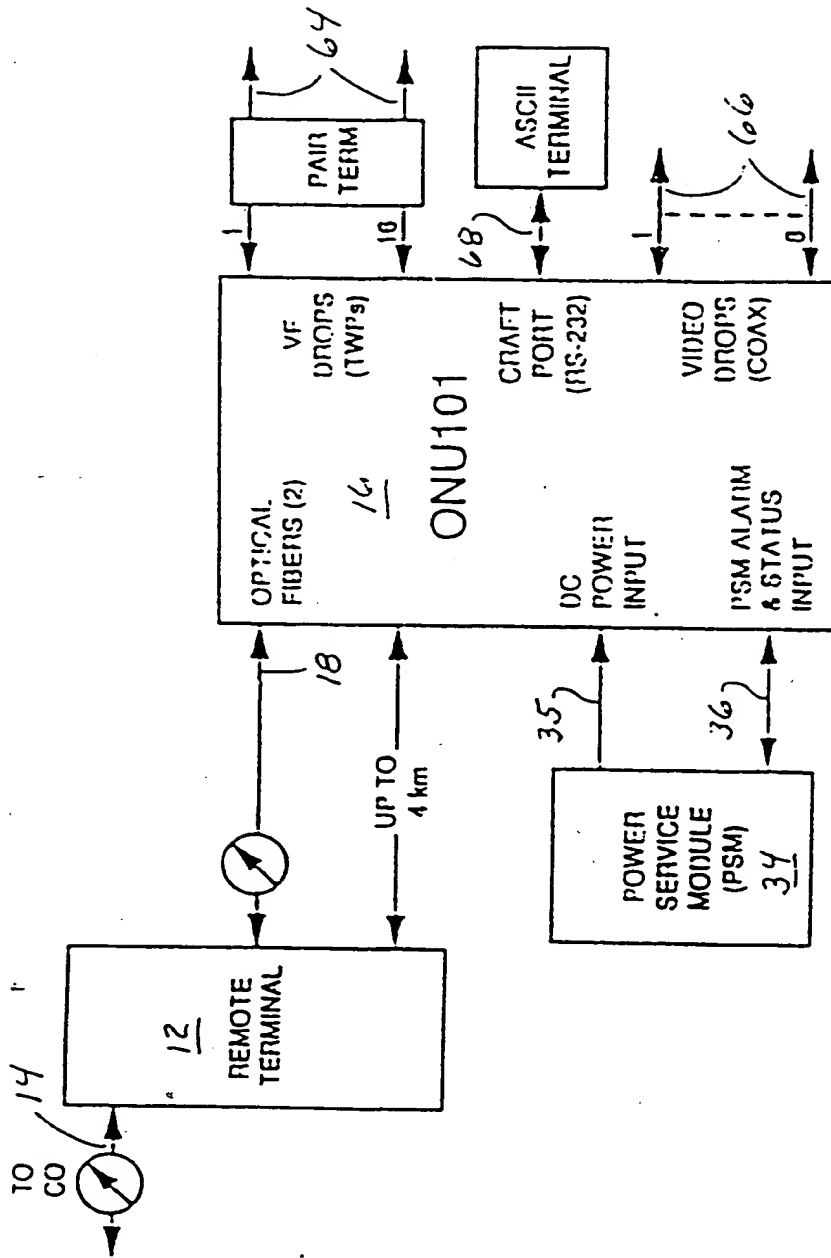 TO
CO
14
12
REMOTE
TERMINAL
18
UP TO
4 km
OPTICAL
FIBERS (2)
VF
DROPS
(TWPs)
16
ONU101
CRAFT
PORT
(RS-232)
DC
POWER
INPUT
PSM ALARM
& STATUS
INPUT
VIDEO
DROPS
(COAX)
1
PAIR
TERM
64
68
ASCII
TERMINAL
1
66
35
36
POWER
SERVICE
MODULE
(PSM)
34